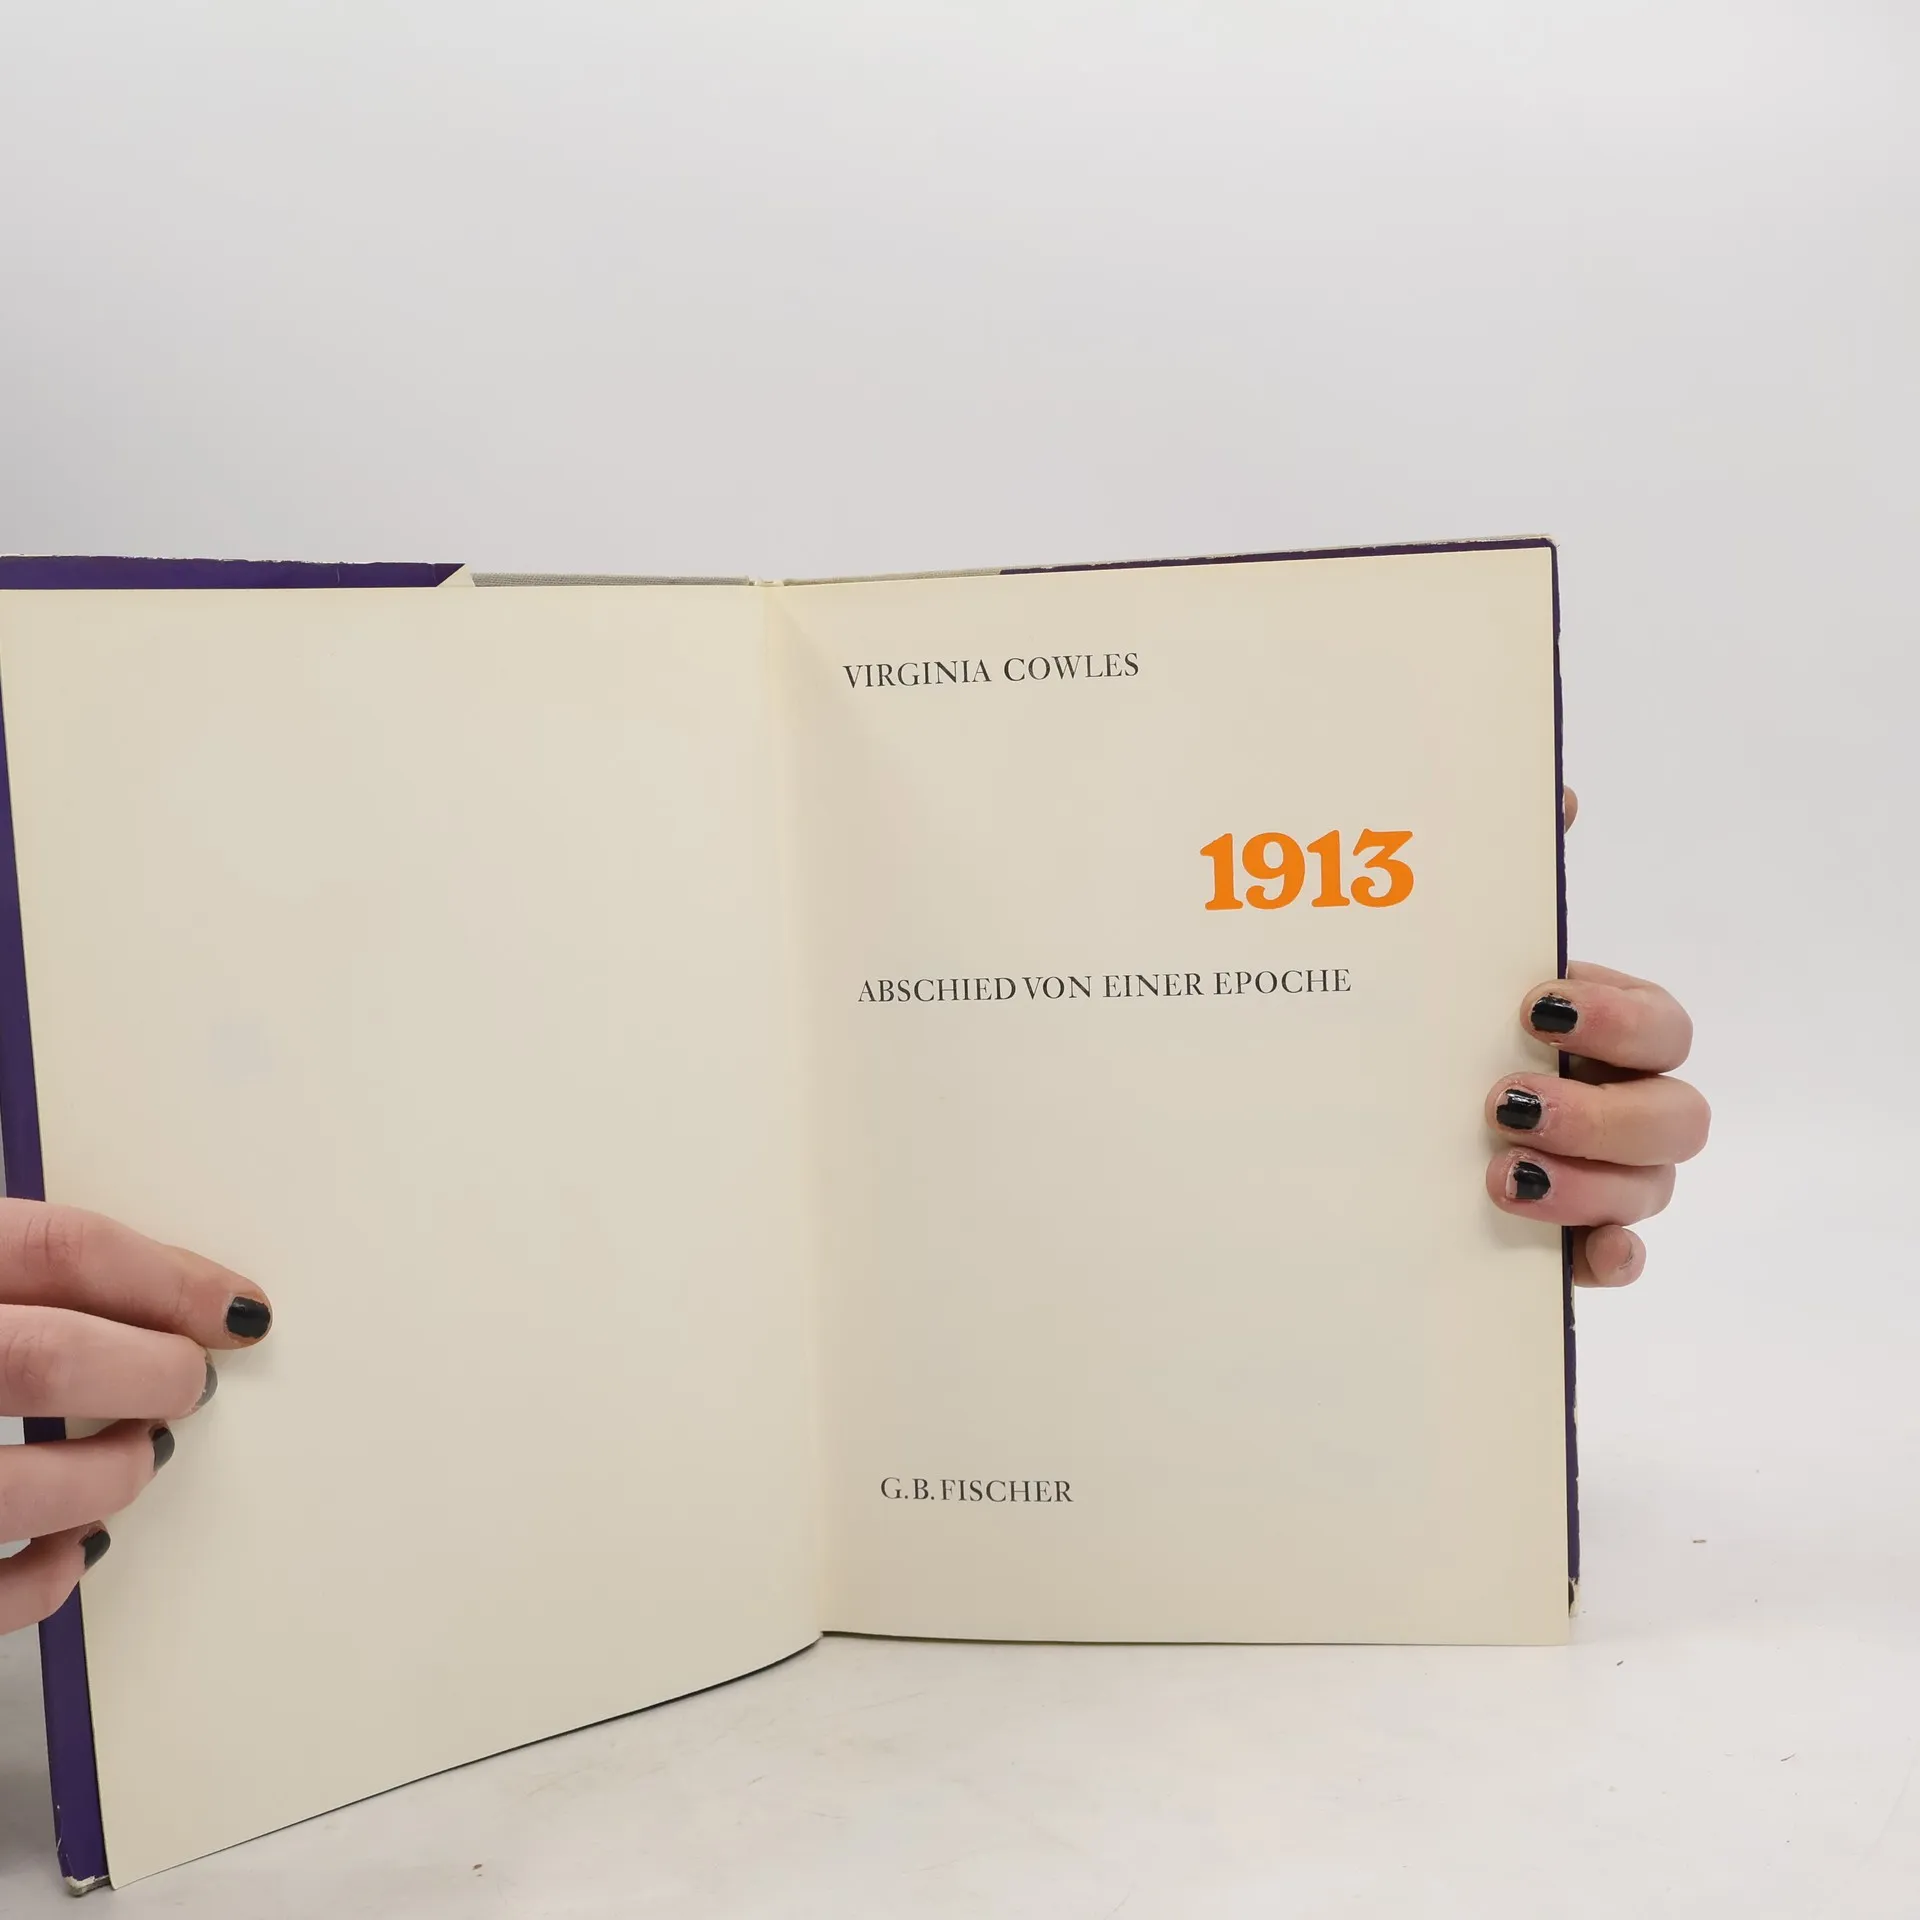 VIRGINIA COWLES
1913
ABSCHIED VON EINER EPOCHE
G.B. FISCHER